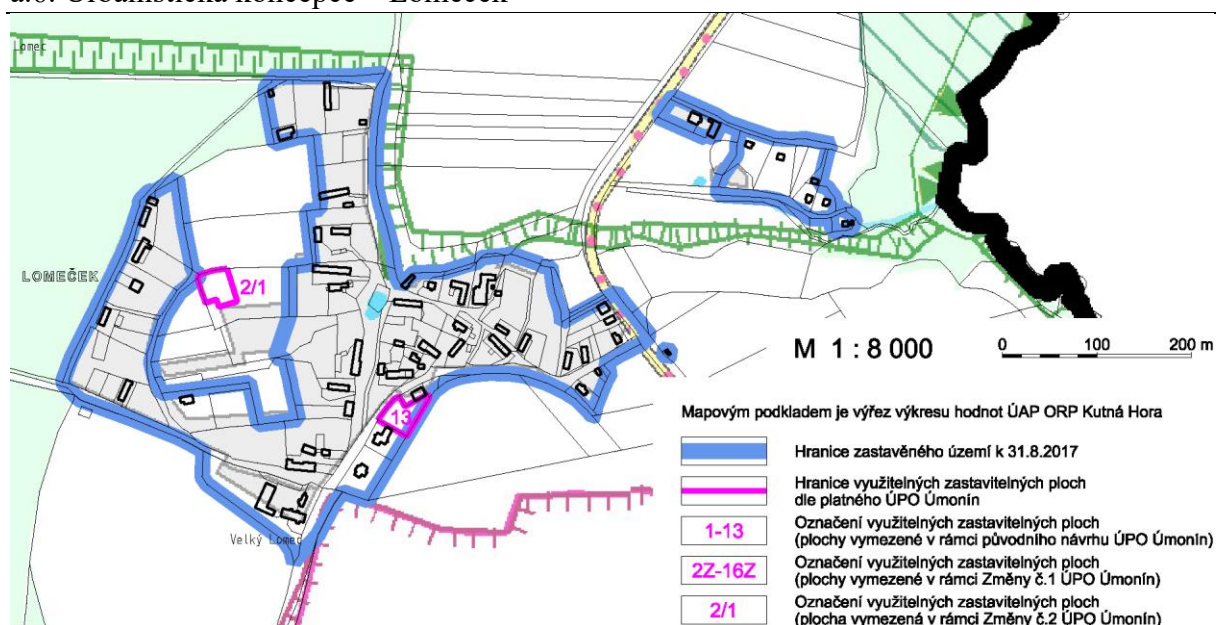 a.6. Urbanistická koncepce – Lomeček
Lomec
LOMEČEK
2/1
13
Velký Lomec
M 1 : 8 000
0 100 200 m
Mapovým podkladem je výřez výkresu hodnot ÚAP ORP Kutná Hora
Hranice zastavěného území k 31.8.2017
Hranice využitelných zastavitelných ploch
dle platného ÚPO Úmonín
1-13
Označení využitelných zastavitelných ploch
(plochy vymezené v rámci původního návrhu ÚPO Úmonín)
2Z-16Z
Označení využitelných zastavitelných ploch
(plochy vymezené v rámci Změny č.1 ÚPO Úmonín)
2/1
Označení využitelných zastavitelných ploch
(plocha vymezená v rámci Změny č.2 ÚPO Úmonín)